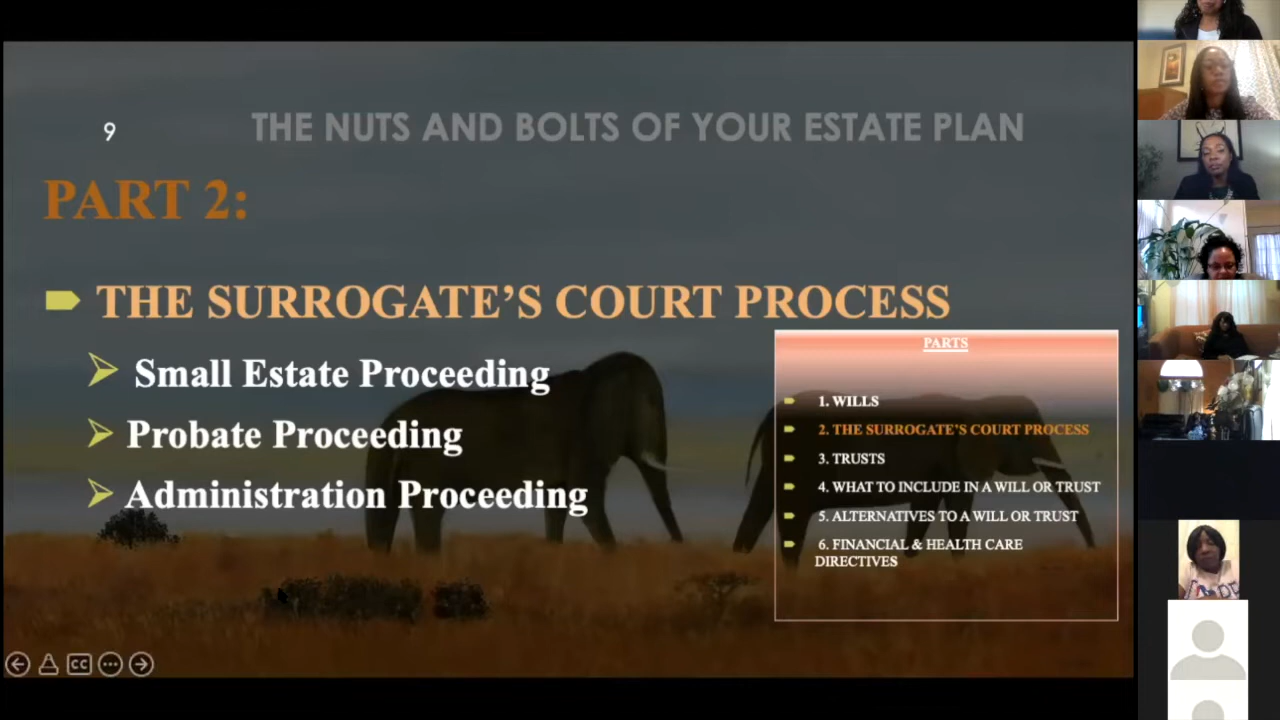 9
THE NUTS AND BOLTS OF YOUR ESTATE PLAN
PART 2:
THE SURROGATE’S COURT PROCESS
Small Estate Proceeding
Probate Proceeding
Administration Proceeding
PARTS
1. WILLS
2. THE SURROGATE’S COURT PROCESS
3. TRUSTS
4. WHAT TO INCLUDE IN A WILL OR TRUST
5. ALTERNATIVES TO A WILL OR TRUST
6. FINANCIAL & HEALTH CARE
DIRECTIVES
CC